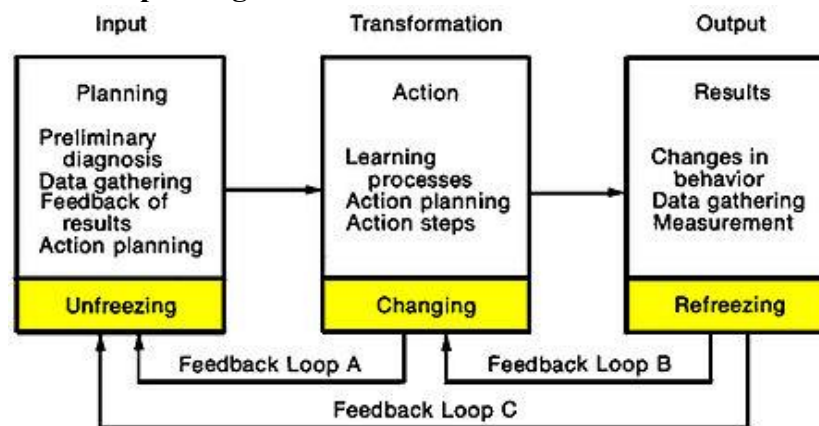 Input
Transformation
Output
Planning
Preliminary
diagnosis
Data gathering
Feedback of
results
Action planning
Unfreezing
Action
Learning
processes
Action planning
Action steps
Changing
Results
Changes in
behavior
Data gathering
Measurement
Refreezing
Feedback Loop A
Feedback Loop B
Feedback Loop C